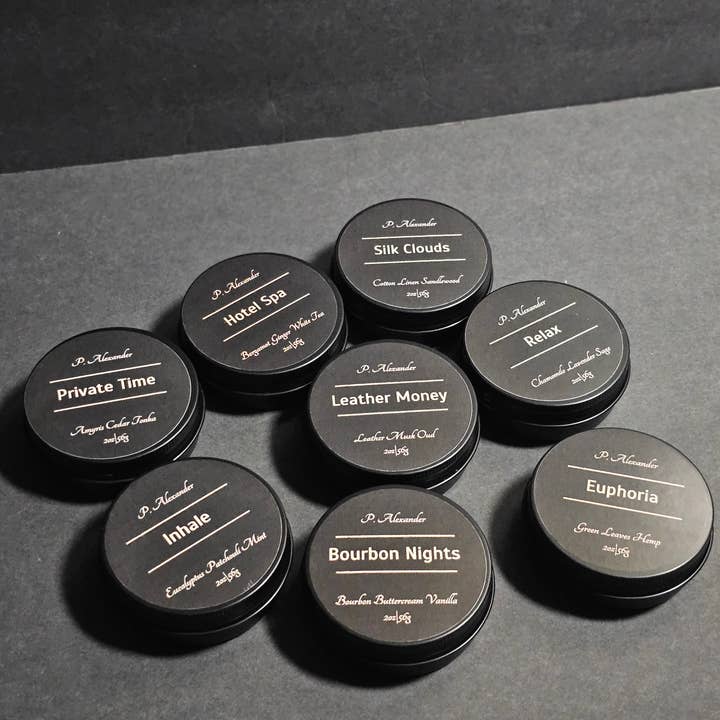 P. Alexander
Silk Clouds
Cotton Linen Sandlewood
2oz|56g
P. Alexander
Hotel Spa
Bergamot Ginger White Tea
2oz|56g
P. Alexander
Relax
Chamomile Lavender Sage
2oz|56g
P. Alexander
Private Time
Amyris Cedar Tonka
2oz|56g
P. Alexander
Leather Money
Leather Musk Oud
2oz|56g
P. Alexander
Euphoria
Green Leaves Hemp
2oz|56g
P. Alexander
Inhale
Eucalyptus Patchouli Mint
2oz|56g
P. Alexander
Bourbon Nights
Bourbon Buttercream Vanilla
2oz|56g